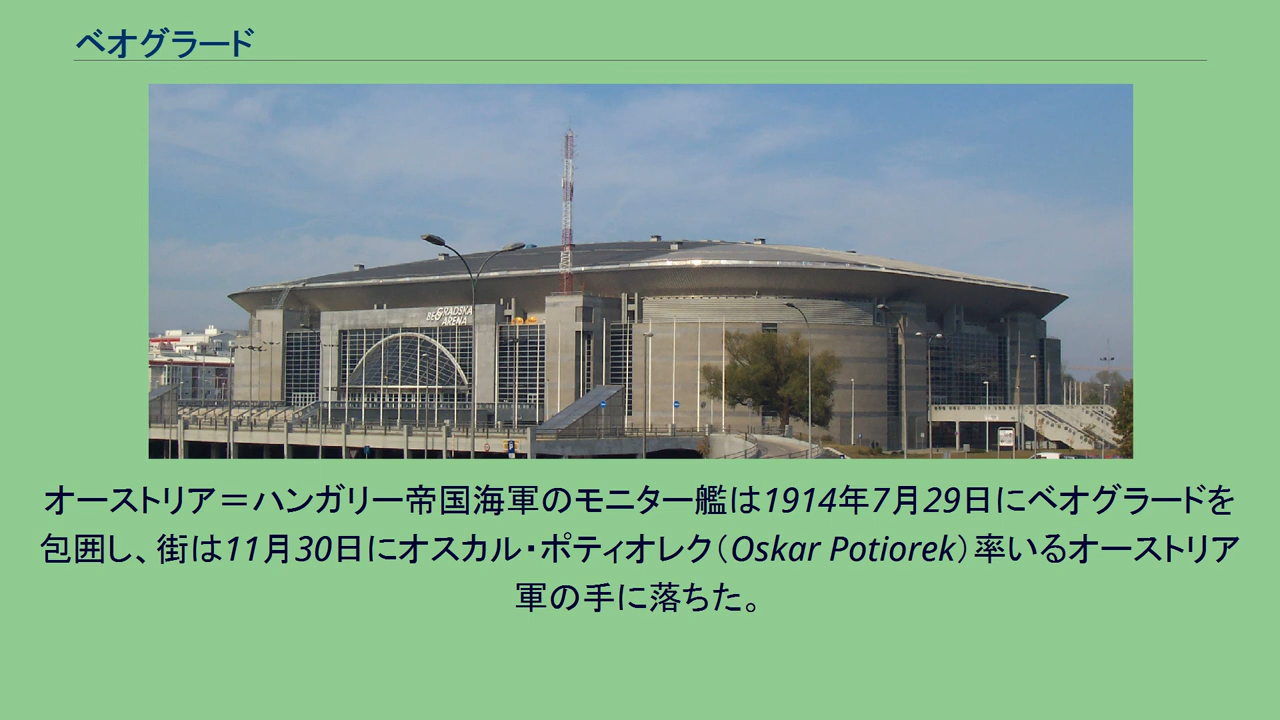 ベオグラード
BEOGRADSKA
ARENA
オーストリア＝ハンガリー帝国海軍のモニター艦は1914年7月29日にベオグラードを
包囲し、街は11月30日にオスカル・ポティオレク（Oskar Potiorek）率いるオーストリア
軍の手に落ちた。